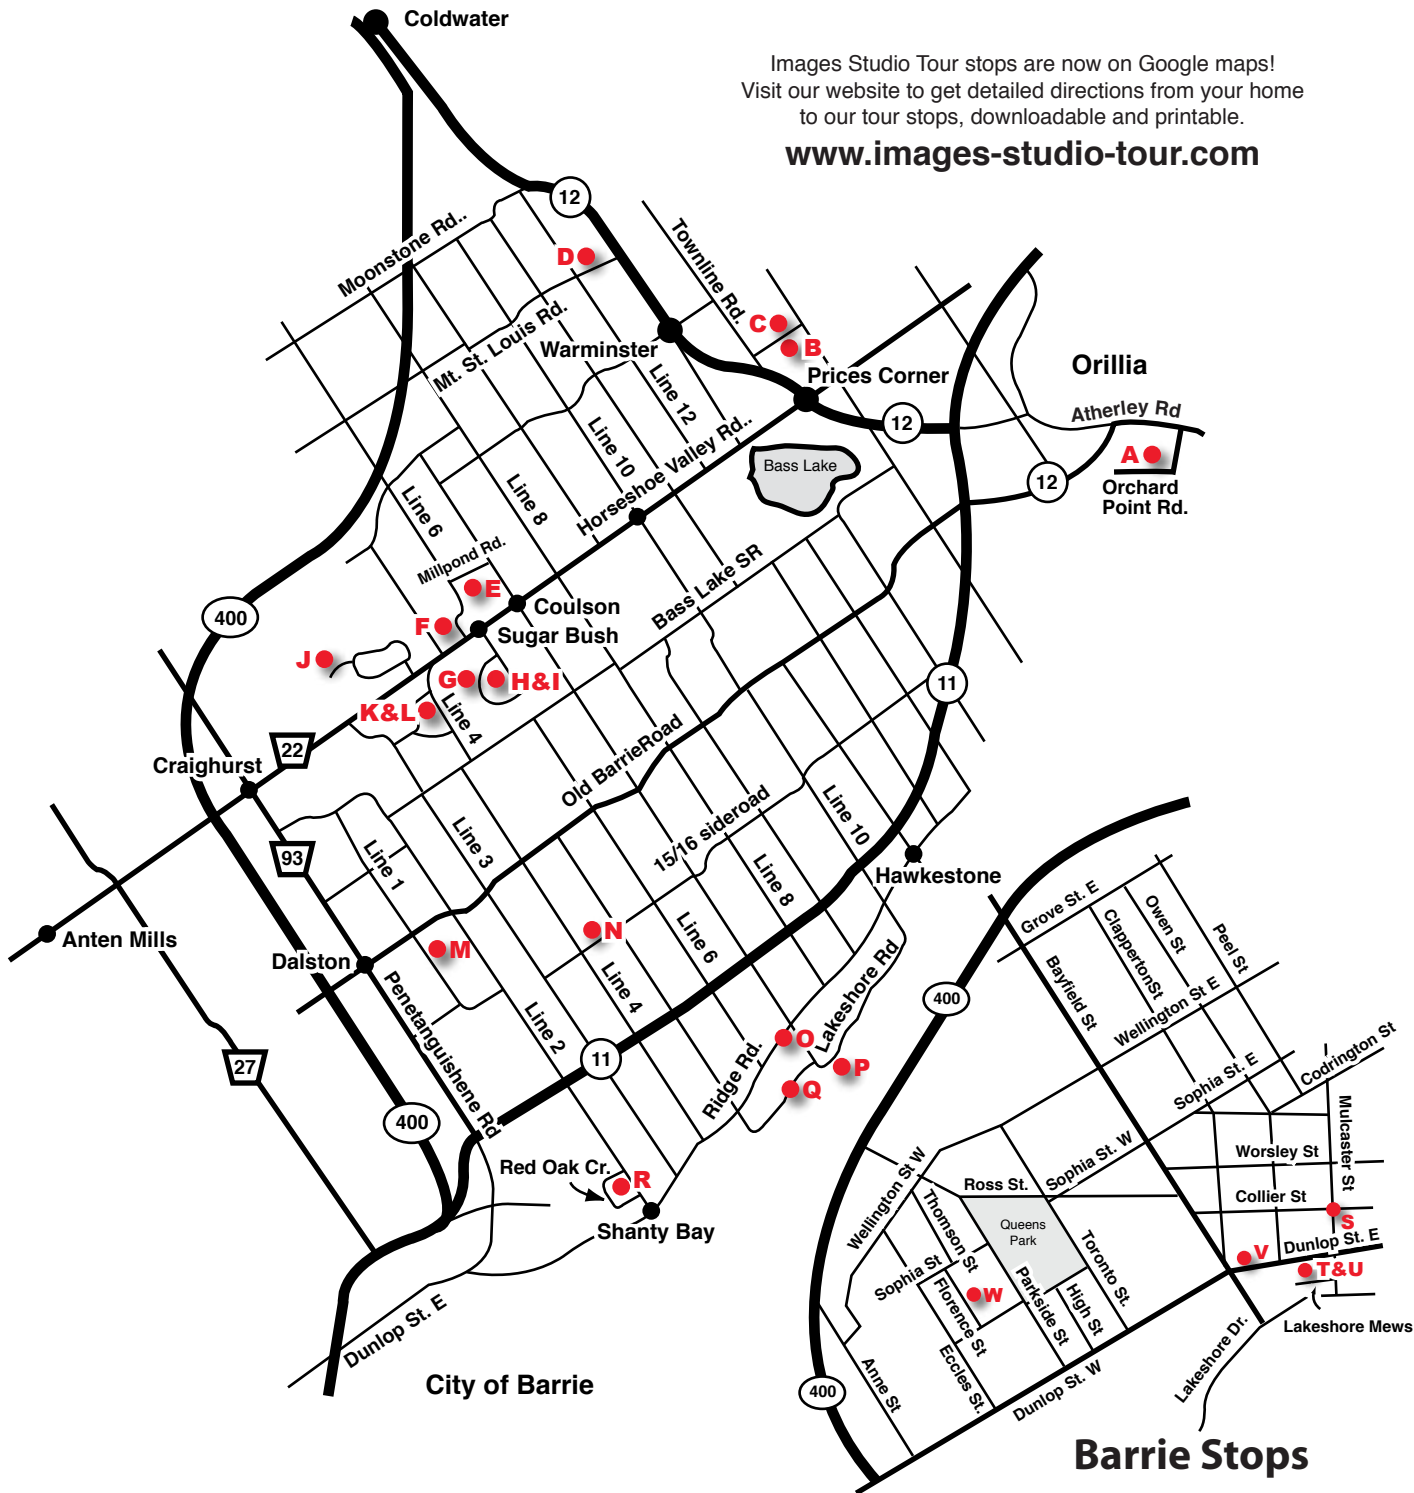 Coldwater
Images Studio Tour stops are now on Google maps!
Visit our website to get detailed directions from your home
to our tour stops, downloadable and printable.
www.images-studio-tour.com
12
Moonstone Rd..
Townline Rd.
D
Mt. St. Louis Rd.
C
B
Warminster
Prices Corner
Orillia
Line 12
Atherley Rd
12
Line 10
Horseshoe Valley Rd..
Bass Lake
A
12
Orchard
Point Rd.
Line 6
Line 8
Millpond Rd.
E
Bass Lake SR
Coulson
400
F
Sugar Bush
J
G
H&I
11
K&L
Line 4
22
Craighurst
Old BarrieRoad
15/16 sideroad
Line 10
93
Line 1
Line 3
Line 8
Hawkestone
Anten Mills
Dalston
M
N
Line 6
Lakeshore Rd
Penetanguishene Rd
Line 2
Line 4
27
11
O
P
Q
Ridge Rd.
400
Red Oak Cr.
R
Shanty Bay
Dunlop St. E
City of Barrie
Grove St. E
Owen St
ClappertonSt
Peel St
Bayfield St
Wellington St E
400
Codrington St
Sophia St. E
Mulcaster St
Worsley St
Sophia St. W
Wellington St W
Ross St.
Collier St
Thomson St
S
Queens
Park
Dunlop St. E
V
Toronto St.
T&U
Sophia St
W
Parkside St
High St
Florence St
Lakeshore Mews
Eccles St.
Lakeshore Dr.
Anne St
400
Dunlop St. W
Barrie Stops